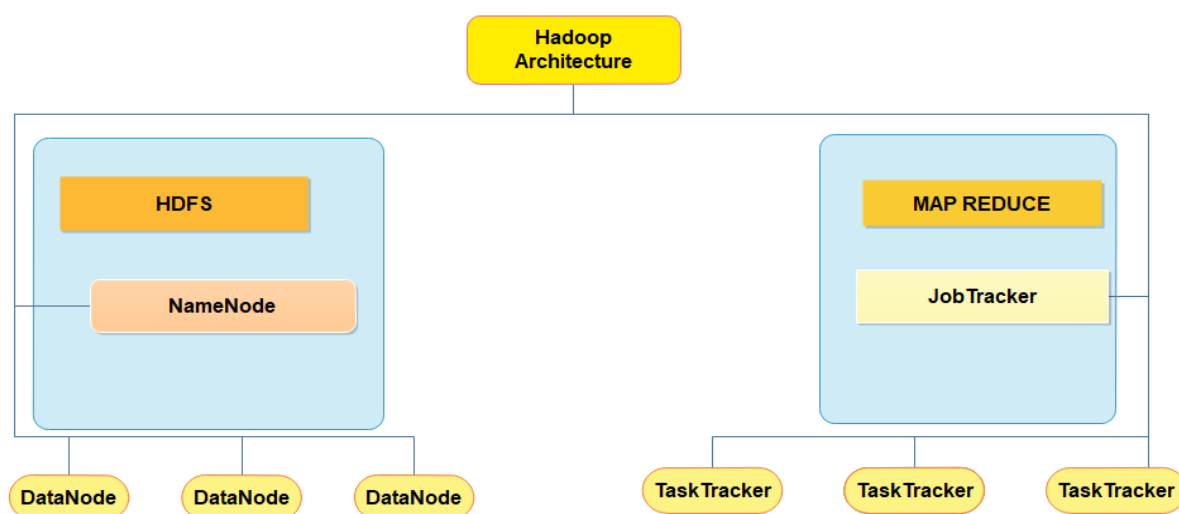 Hadoop
Architecture
HDFS
MAP REDUCE
NameNode
JobTracker
DataNode
DataNode
DataNode
TaskTracker
TaskTracker
TaskTracker